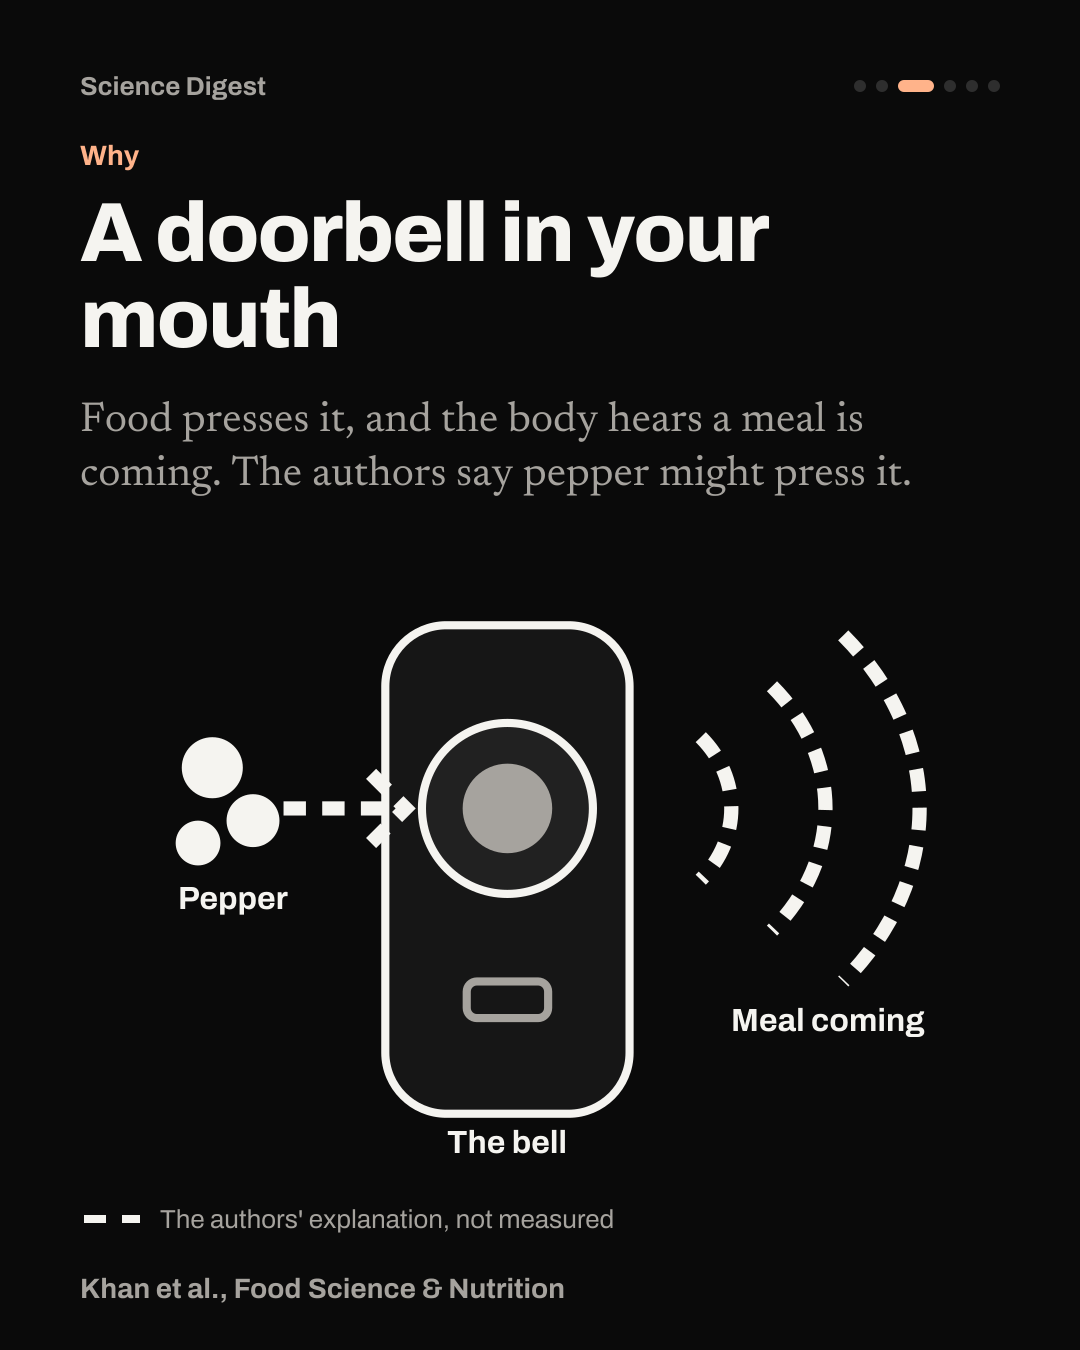 Science Digest
Why
A doorbell in your
mouth
Food presses it, and the body hears a meal is
coming. The authors say pepper might press it.
Pepper
Meal coming
The bell
The authors' explanation, not measured
Khan et al., Food Science & Nutrition